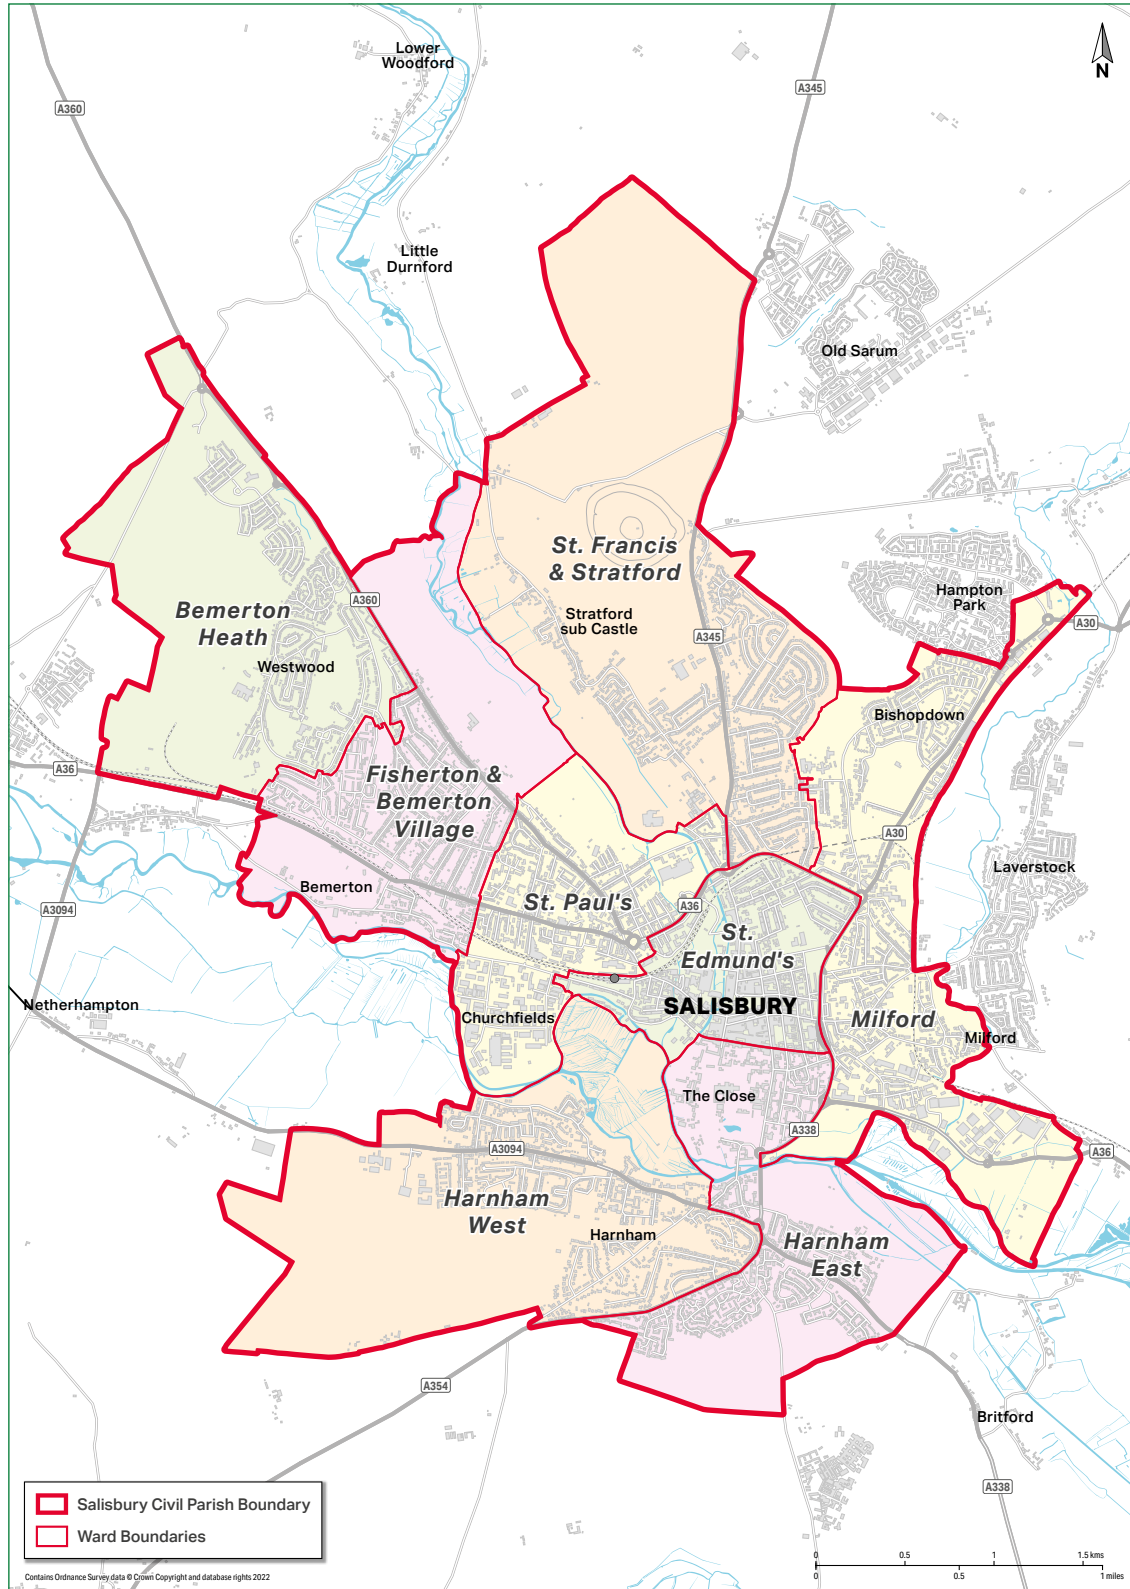 Lower
Woodford
N
A360
A345
Little
Durnford
Old Sarum
St. Francis
& Stratford
Hampton
Park
A360
Bemerton
Heath
Stratford
sub Castle
A30
A345
Westwood
Bishopdown
A36
Fisherton &
Bemerton
Village
A30
Laverstock
Bemerton
St. Paul's
A36
A3094
St.
Edmund's
Netherhampton
SALISBURY
Churchfields
Milford
Milford
The Close
A338
A3094
A36
Harnham
West
Harnham
Harnham
East
A354
Britford
A338
Salisbury Civil Parish Boundary
Ward Boundaries
0 0.5 1 1.5 kms
0 0.5 1 miles
Contains Ordnance Survey data © Crown Copyright and database rights 2022